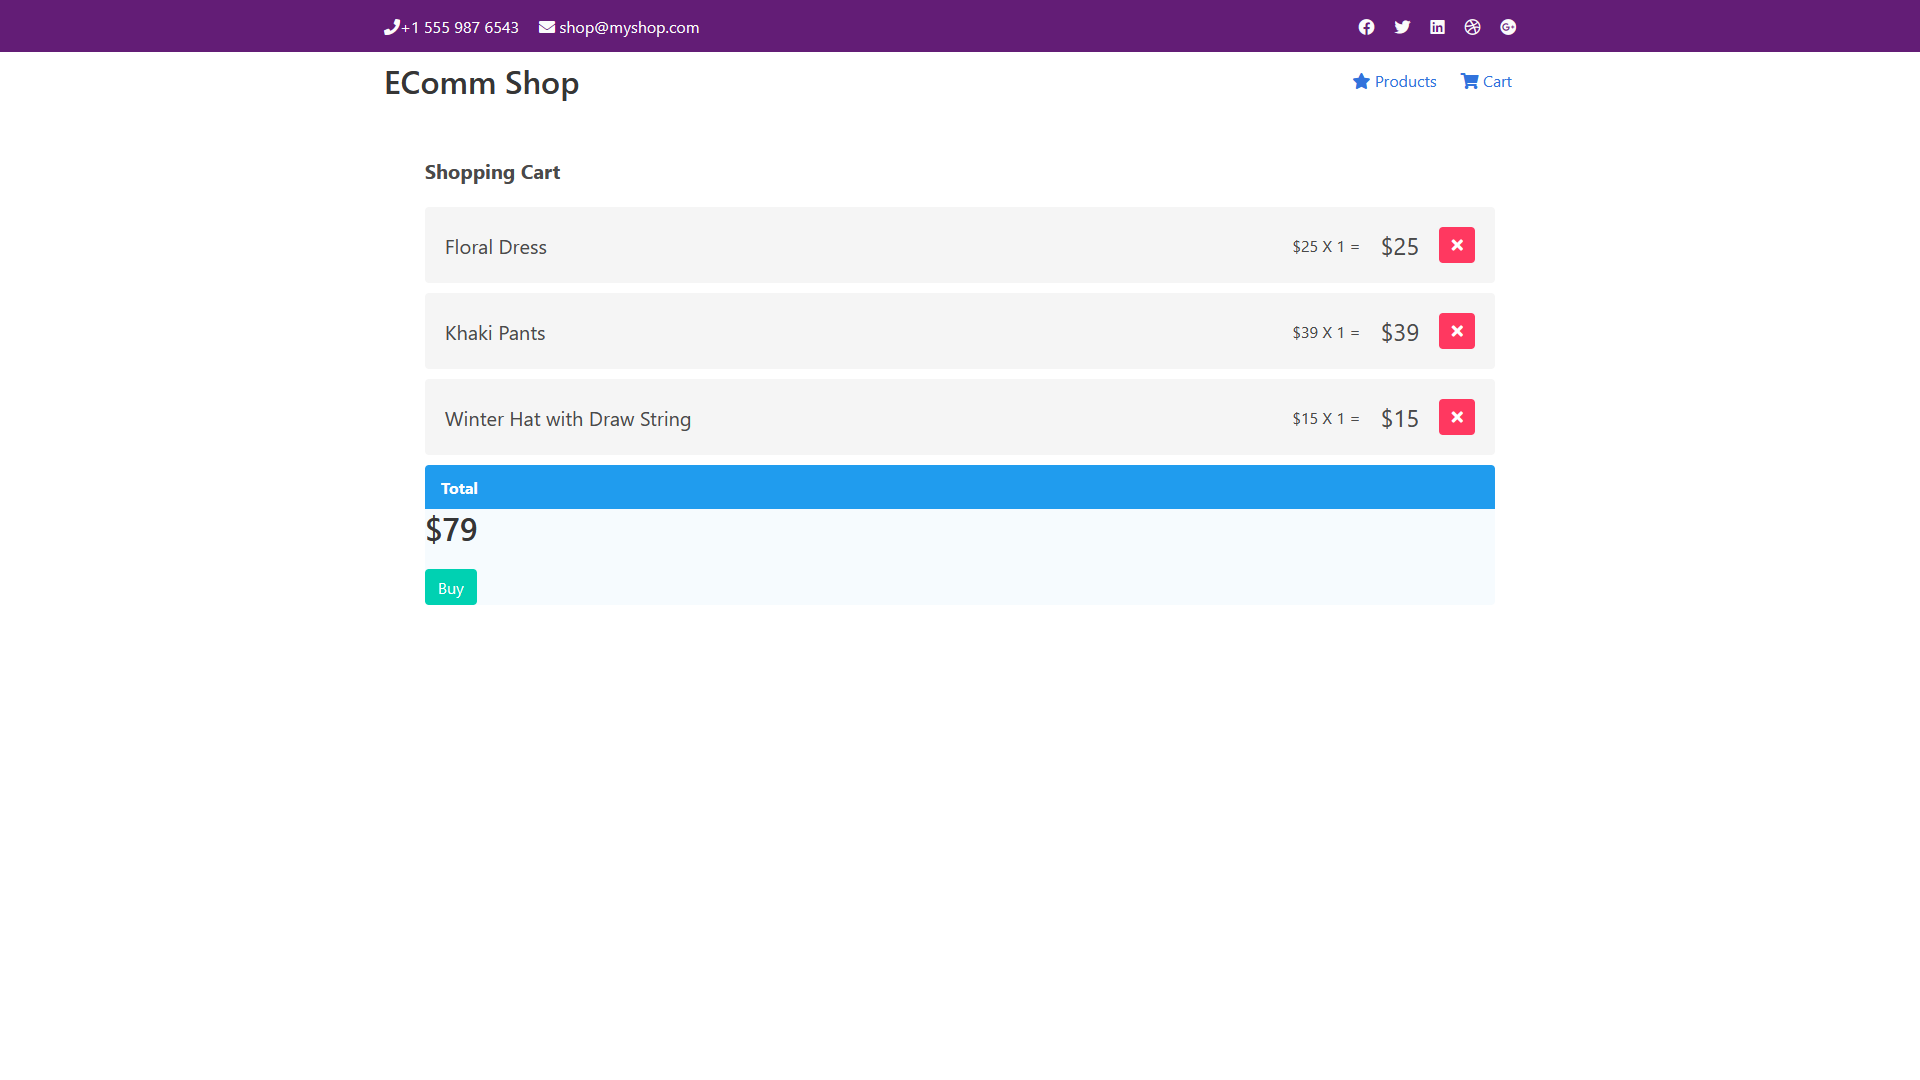 +1 555 987 6543 shop@myshop.com
EComm Shop Products Cart
Shopping Cart
Floral Dress $25 X 1 = $25
Khaki Pants $39 X 1 = $39
Winter Hat with Draw String $15 X 1 = $15
Total
$79
Buy